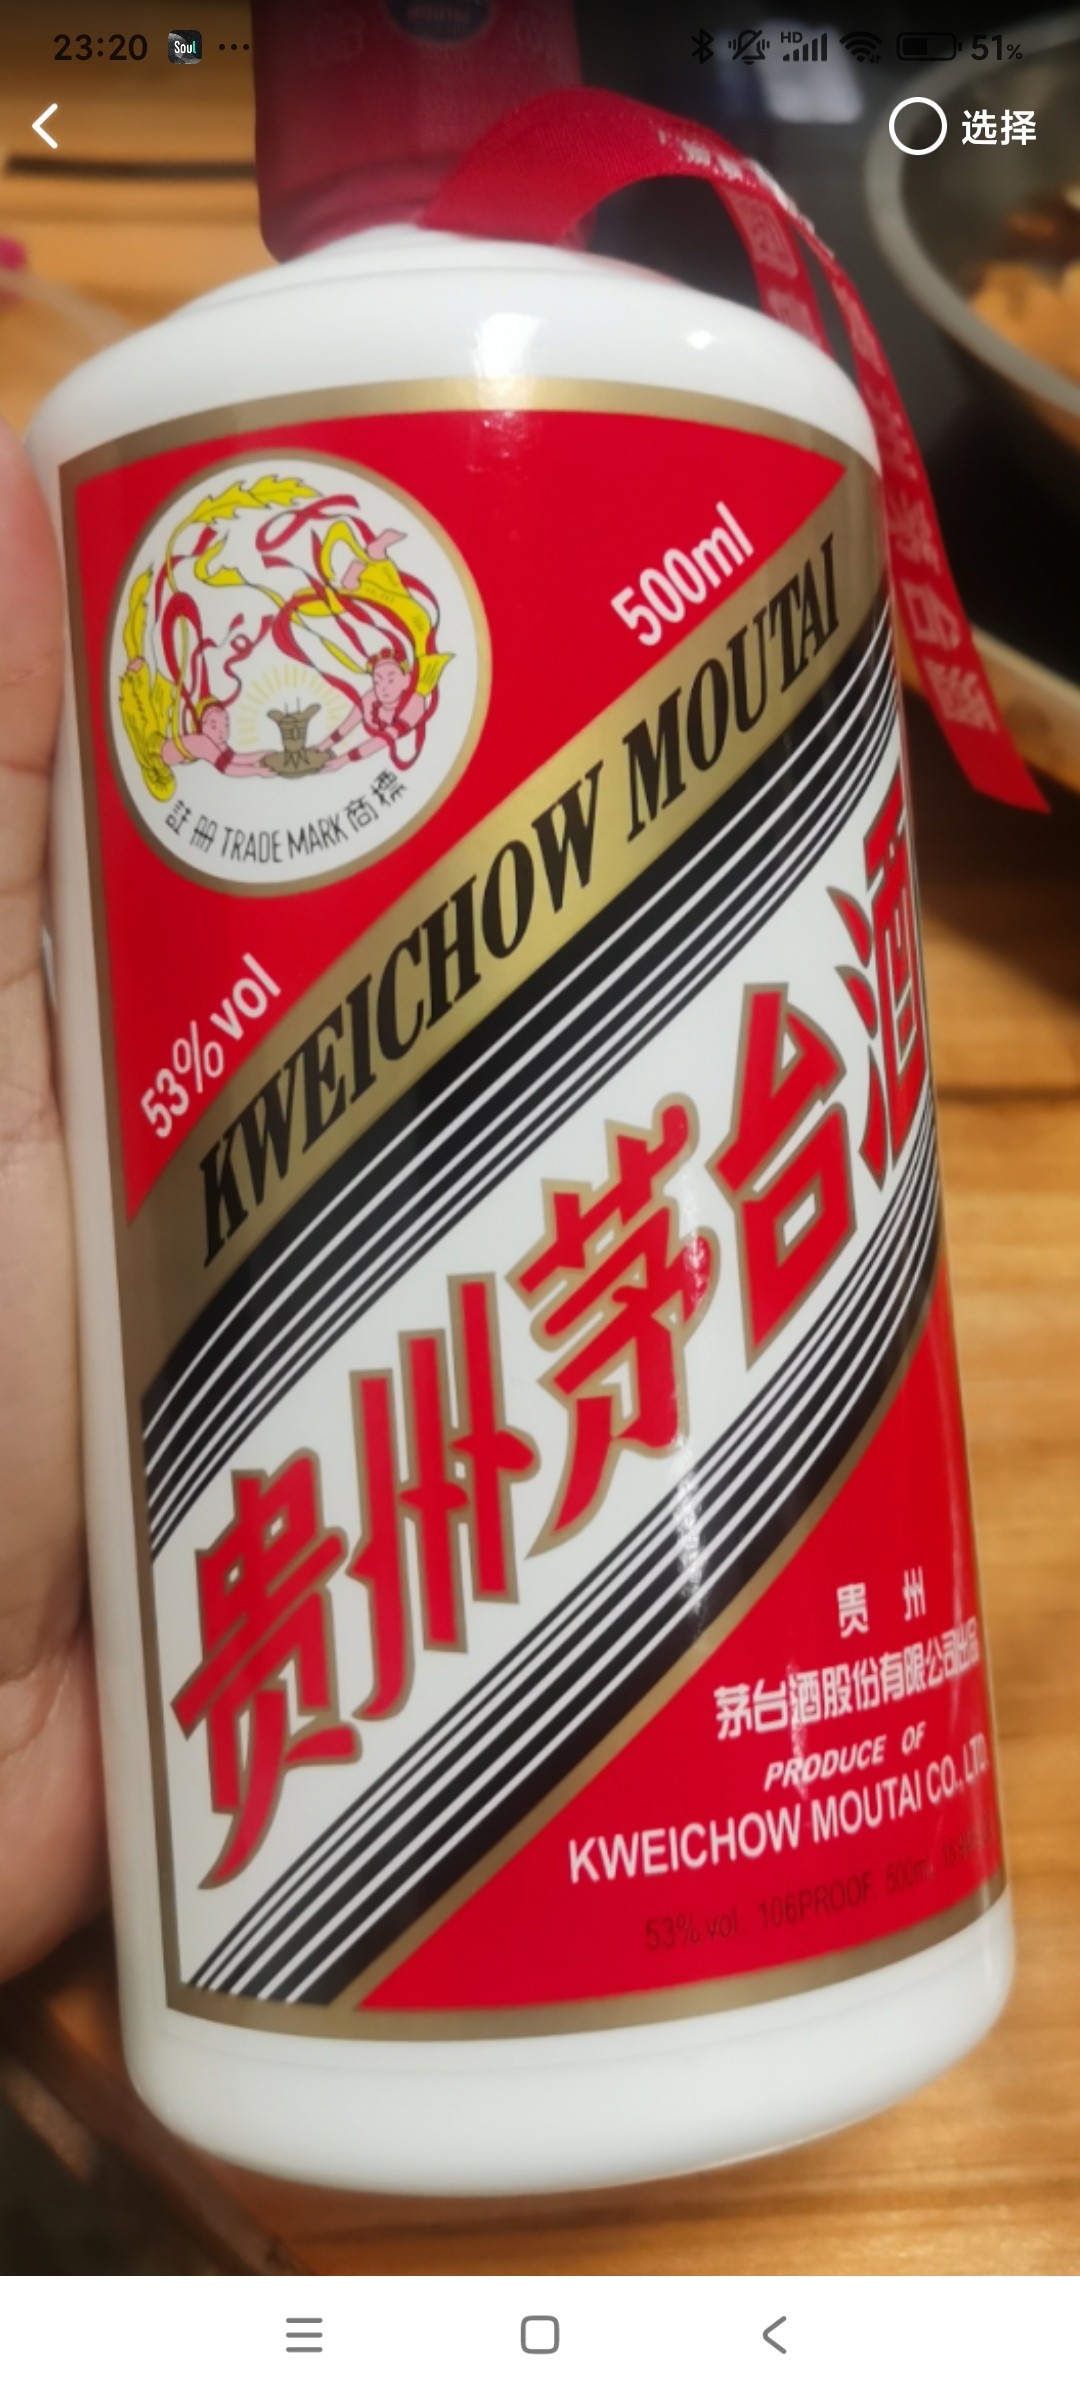 23:20 Soul ... HD 51%
选择
500ml
KWEICHOW MOUTAI
註册 TRADE MARK 商標
53%vol
贵州茅台酒
贵州
茅台酒股份有限公司出品
PRODUCE OF
KWEICHOW MOUTAI CO., LTD.
53% vol. 106PROOF. 500ml.